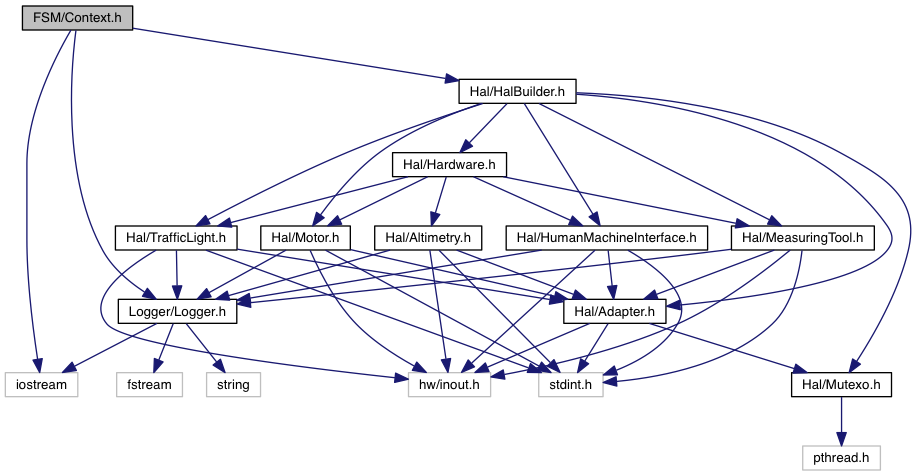 FSM/Context.h
Hal/HalBuilder.h
Hal/Hardware.h
Hal/TrafficLight.h
Hal/Motor.h
Hal/Altimetry.h
Hal/HumanMachineInterface.h
Hal/MeasuringTool.h
Logger/Logger.h
Hal/Adapter.h
iostream
fstream
string
hw/inout.h
stdint.h
Hal/Mutexo.h
pthread.h